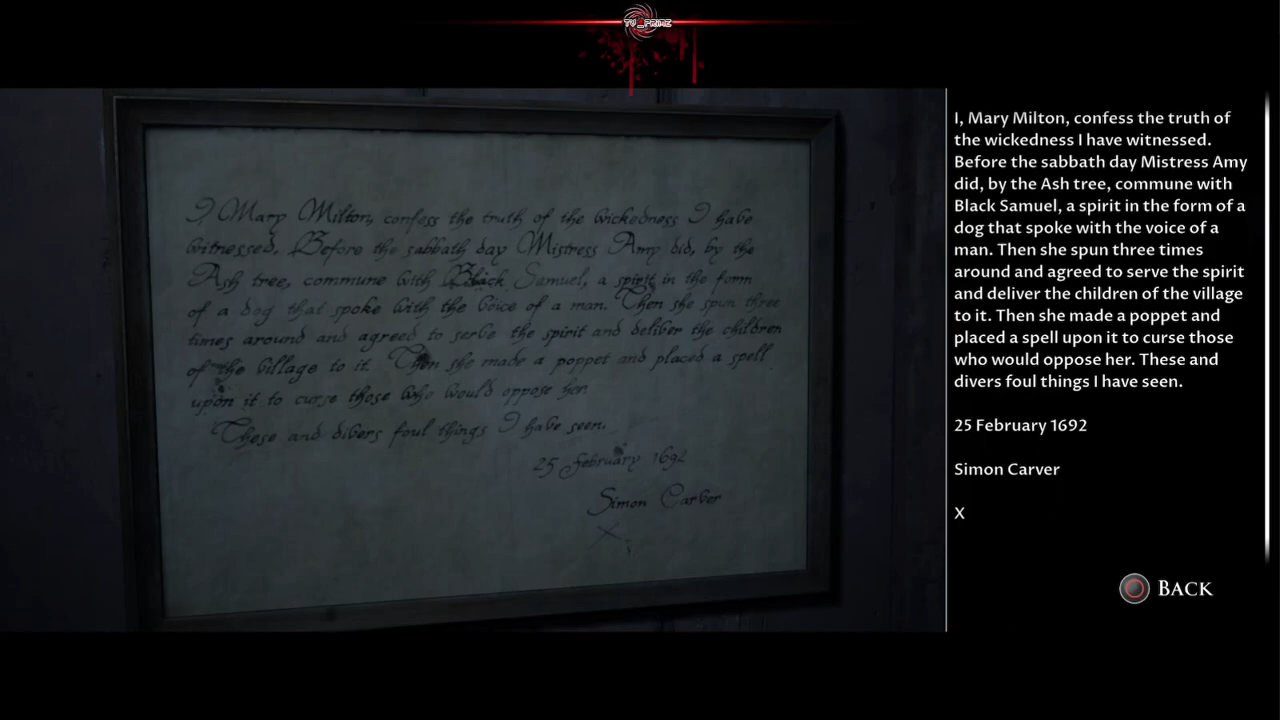 TV_PRIME
I, Mary Milton, confess the truth of the wickedness I have
witnessed. Before the sabbath day Mistress Amy did, by the
Ash tree, commune with Black Samuel, a spirit in the form
of a dog that spoke with the voice of a man. Then she spun three
times around and agreed to serve the spirit and deliver the children
of the village to it. Then she made a poppet and placed a spell
upon it to curse those who would oppose her.
These and divers foul things I have seen.
25 February 1692
Simon Carver
X
I, Mary Milton, confess the truth of
the wickedness I have witnessed.
Before the sabbath day Mistress Amy
did, by the Ash tree, commune with
Black Samuel, a spirit in the form of a
dog that spoke with the voice of a
man. Then she spun three times
around and agreed to serve the spirit
and deliver the children of the village
to it. Then she made a poppet and
placed a spell upon it to curse those
who would oppose her. These and
divers foul things I have seen.
25 February 1692
Simon Carver
X
BACK